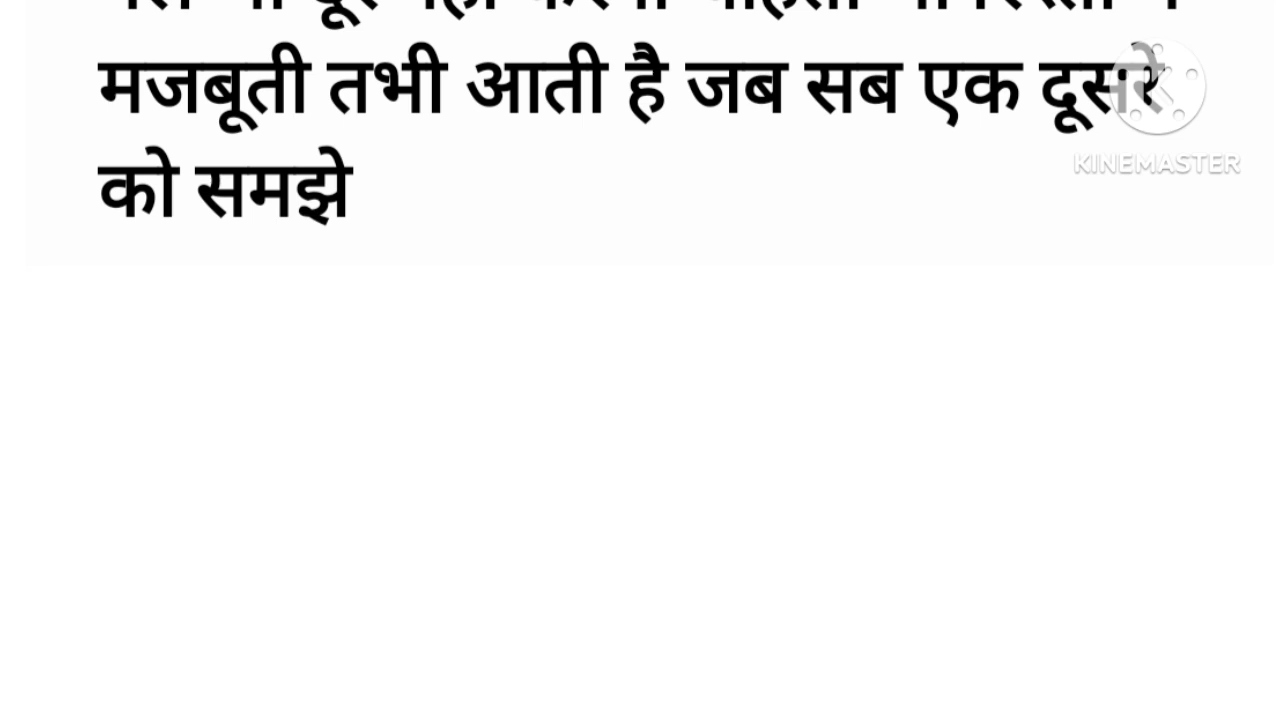 मजबूती तभी आती है जब सब एक दूसरे
को समझे
KINEMASTER